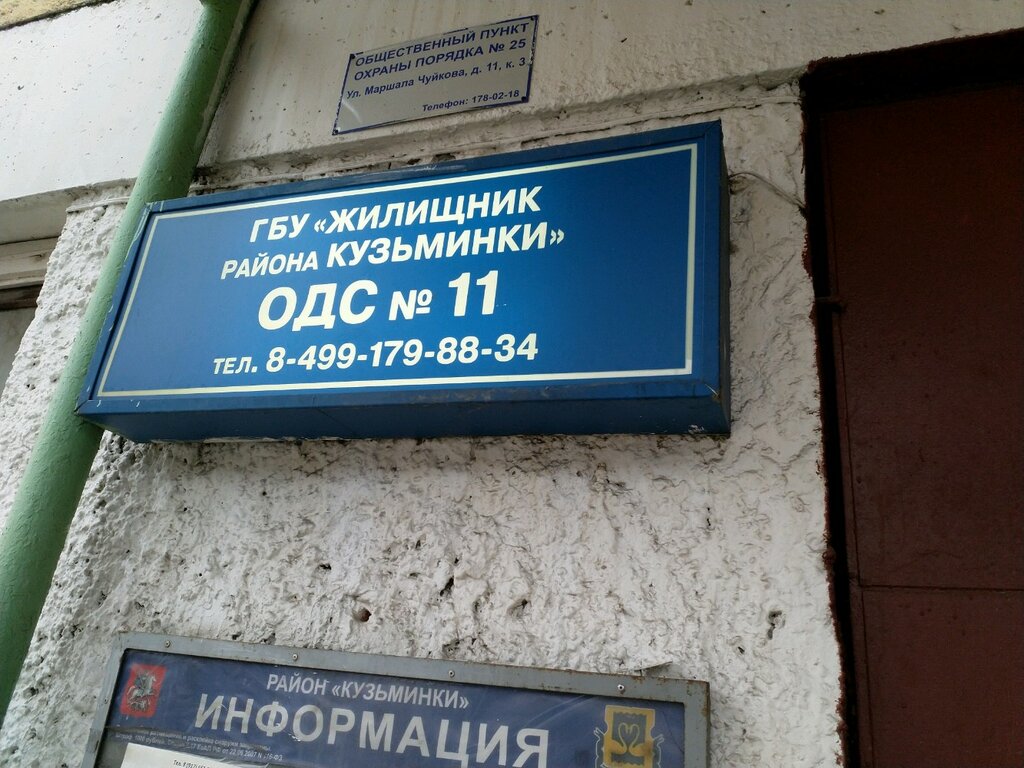 ОБЩЕСТВЕННЫЙ ПУНКТ
ОХРАНЫ ПОРЯДКА № 25
Ул. Маршала Чуйкова, д. 11, к. 3
Телефон: 178-02-18
ГБУ «ЖИЛИЩНИК
РАЙОНА КУЗЬМИНКИ»
ОДС № 11
ТЕЛ. 8-499-179-88-34
РАЙОН «КУЗЬМИНКИ»
ИНФОРМАЦИЯ